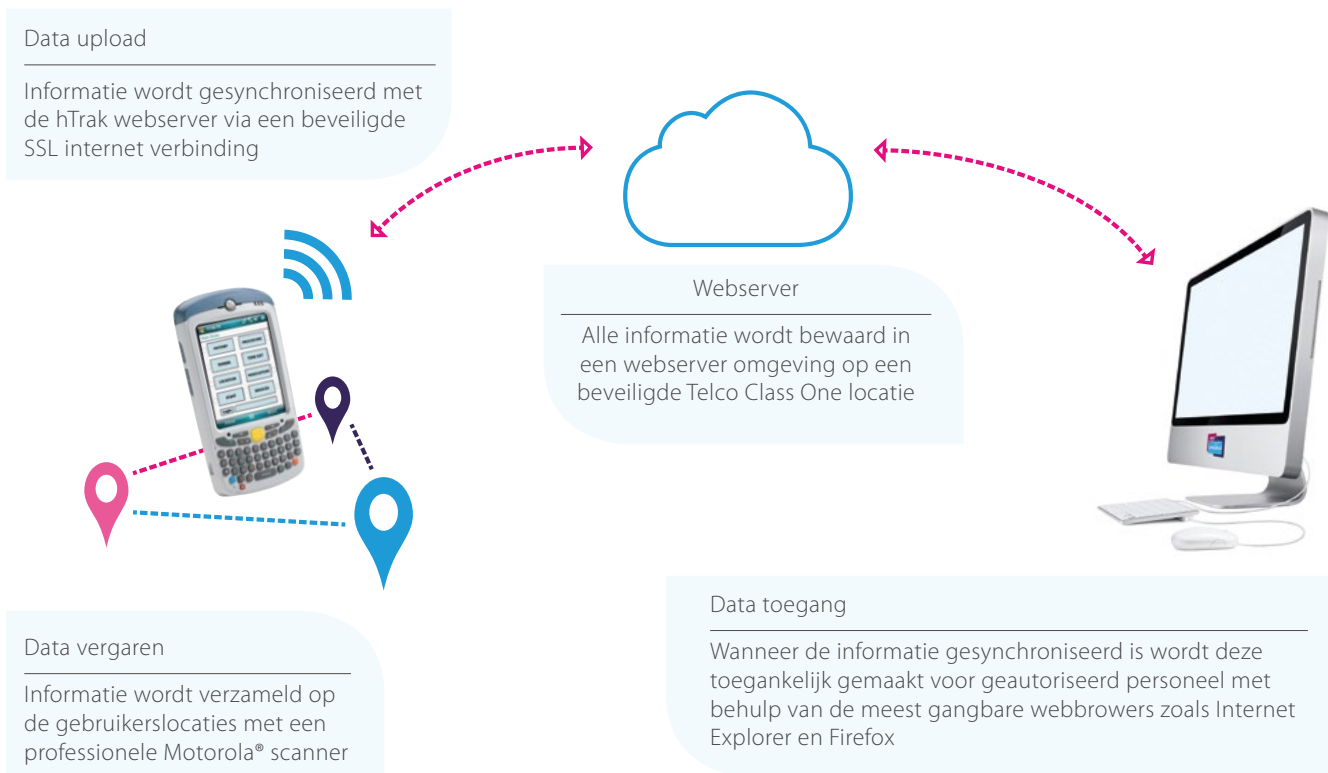 Data upload
Informatie wordt gesynchroniseerd met
de hTrak webserver via een beveiligde
SSL internet verbinding
Webserver
Alle informatie wordt bewaard in
een webserver omgeving op een
beveiligde Telco Class One locatie
Data vergaren
Informatie wordt verzameld op
de gebruikerslocaties met een
professionele Motorola® scanner
Data toegang
Wanneer de informatie gesynchroniseerd is wordt deze
toegankelijk gemaakt voor geautoriseerd personeel met
behulp van de meest gangbare webbrowers zoals Internet
Explorer en Firefox